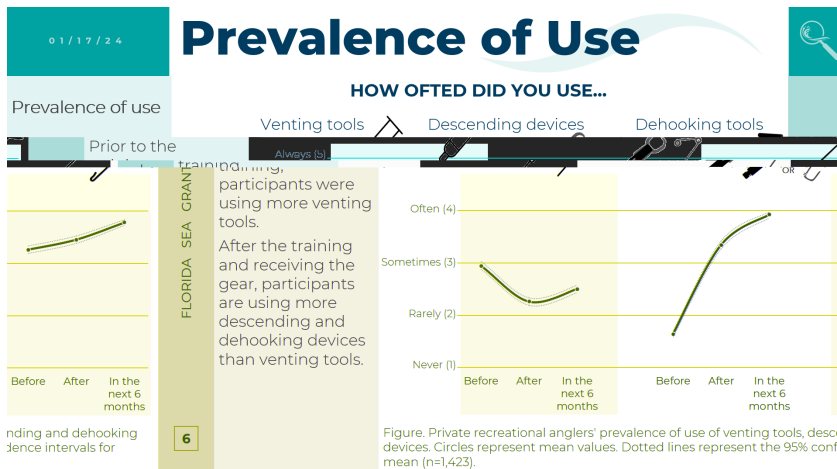 01/17/24
Prevalence of Use
HOW OFTED DID YOU USE...
Prevalence of use
Venting tools
Descending devices
Dehooking tools
Prior to the
Always (5)
participants were
using more venting
tools.
After the training
and receiving the
gear, participants
are using more
descending and
dehooking devices
than venting tools.
FLORIDA SEA GRANT
6
OR
Often (4)
Sometimes (3)
Rarely (2)
Never (1)
Before After In the
next 6
months
Before After In the
next 6
months
Before After In the
next 6
months
nding and dehooking
dence intervals for
Figure. Private recreational anglers' prevalence of use of venting tools, desc
devices. Circles represent mean values. Dotted lines represent the 95% conf
mean (n=1,423).